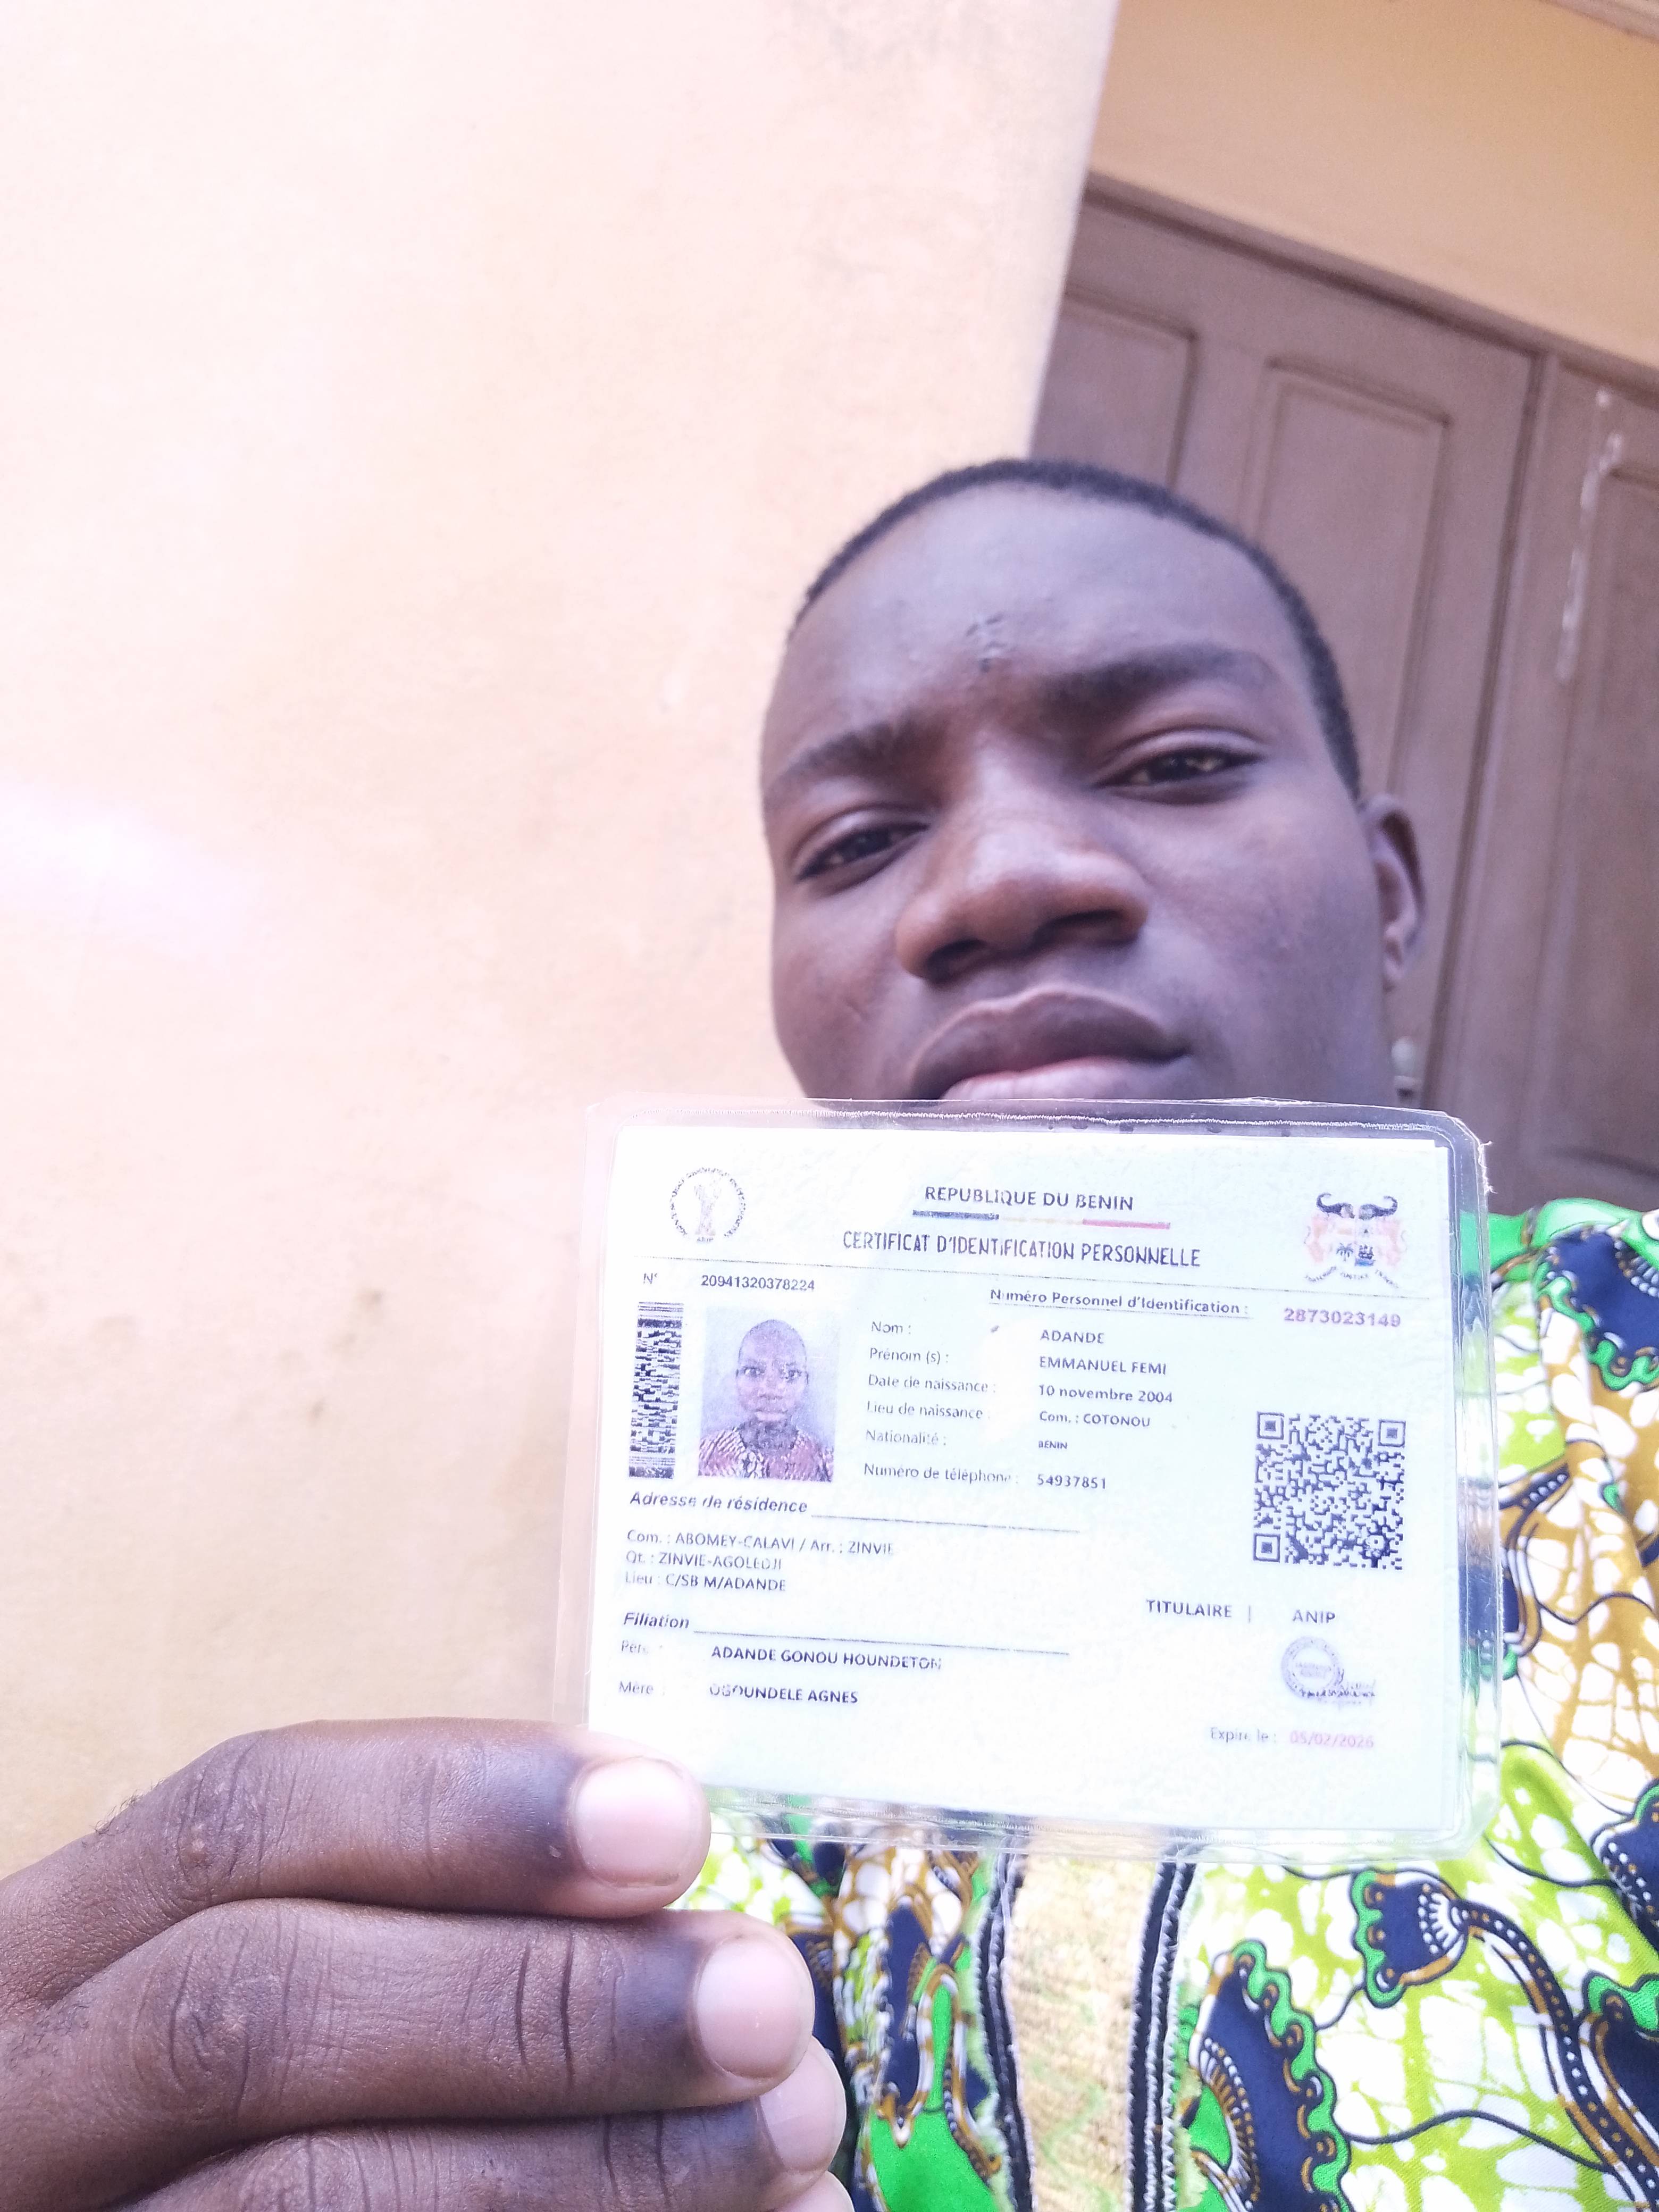 REPUBLIQUE DU BENIN
CERTIFICAT D'IDENTIFICATION PERSONNELLE
N° 20941320378224
Numéro Personnel d'Identification : 2873023149
Nom : ADANDE
Prénom (s) : EMMANUEL FEMI
Date de naissance : 10 novembre 2004
Lieu de naissance : Com. : COTONOU
Nationalité : BENIN
Numéro de téléphone : 54937851
Adresse de résidence
Com. : ABOMEY-CALAVI / Arr. : ZINVIE
Qt. : ZINVIE-AGOLEDJI
Lieu : C/SB M/ADANDE
TITULAIRE | ANIP
Filiation
Père : ADANDE GONOU HOUNDETON
Mère : OGOUNDELE AGNES
Expire le : 05/02/2026